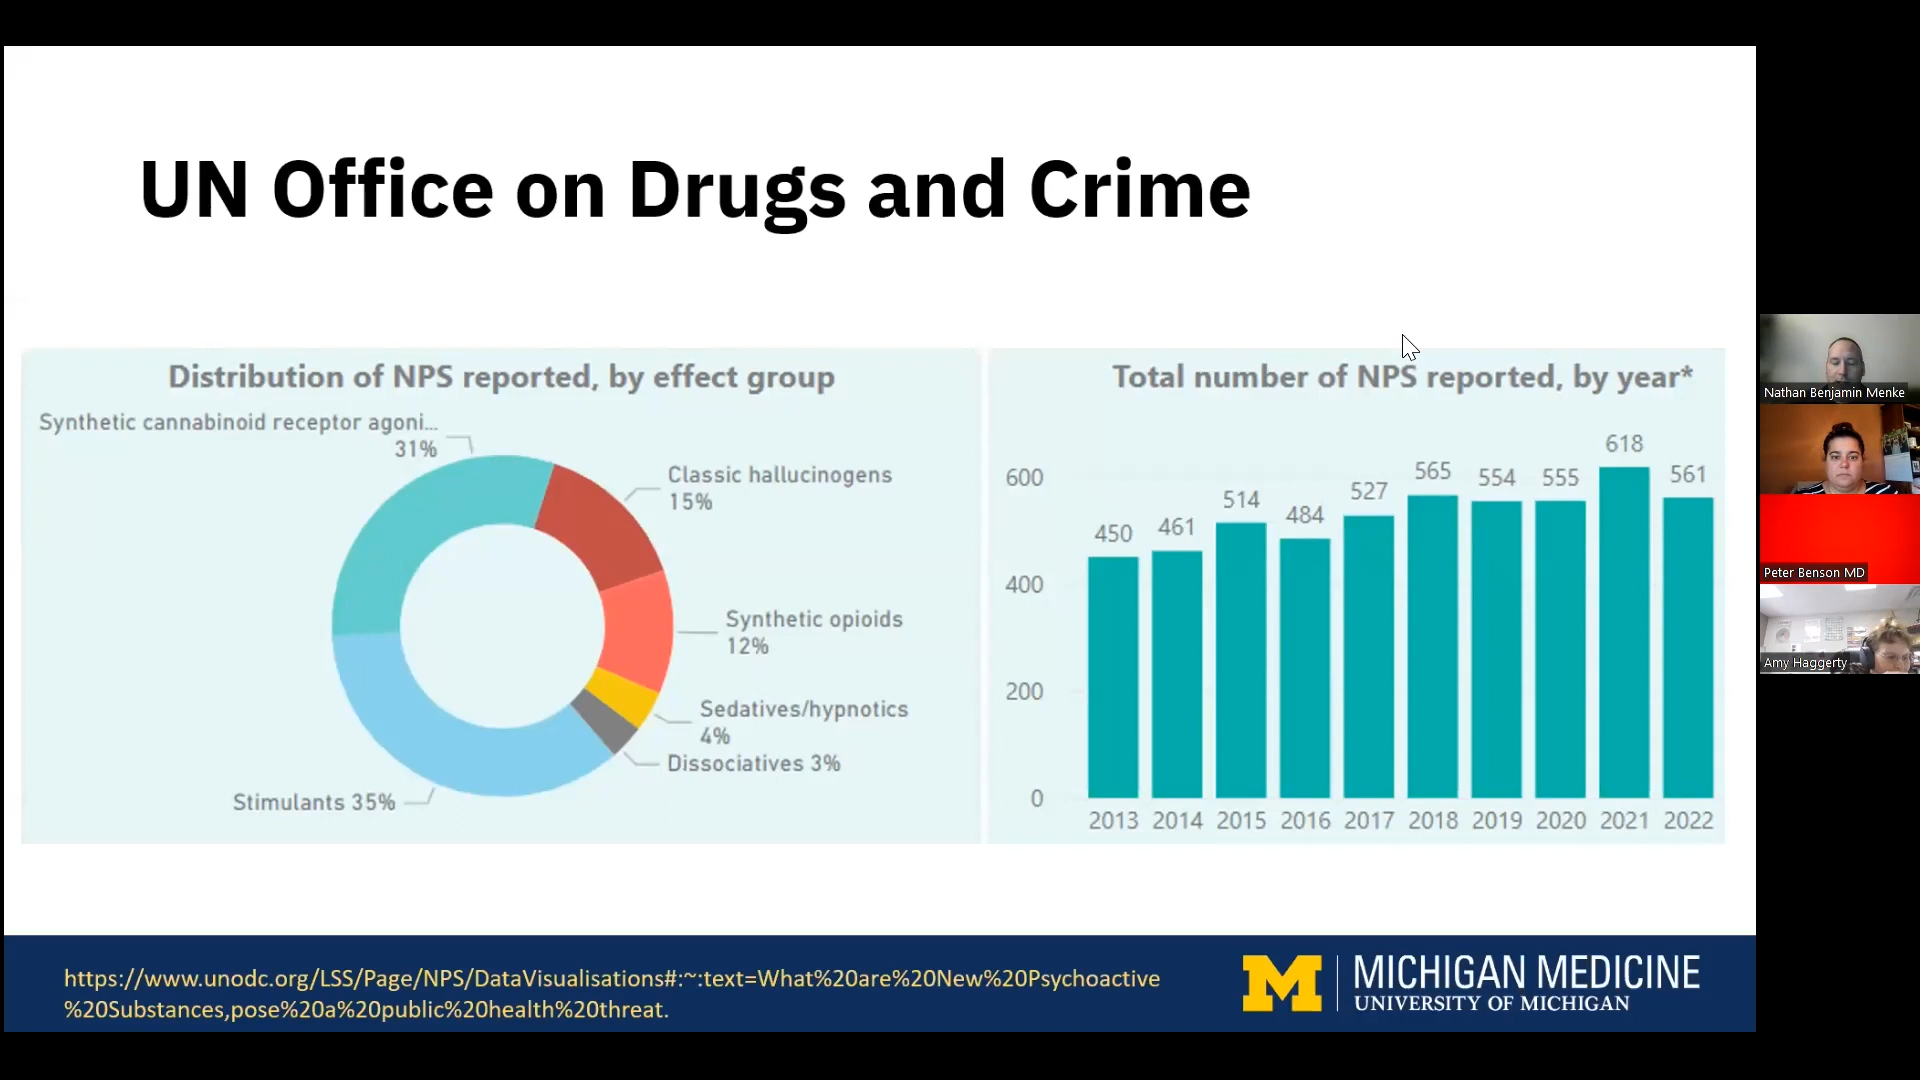 UN Office on Drugs and Crime
Distribution of NPS reported, by effect group
Synthetic cannabinoid receptor agoni...
31%
Classic hallucinogens
15%
Synthetic opioids
12%
Sedatives/hypnotics
4%
Dissociatives 3%
Stimulants 35%
Total number of NPS reported, by year*
600
400
200
0
450
461
514
484
527
565
554
555
618
561
2013 2014 2015 2016 2017 2018 2019 2020 2021 2022
https://www.unodc.org/LSS/Page/NPS/DataVisualisations#:~:text=What%20are%20New%20Psychoactive
%20Substances,pose%20a%20public%20health%20threat.
M
MICHIGAN MEDICINE
UNIVERSITY OF MICHIGAN
Nathan Benjamin Menke
Peter Benson MD
Amy Haggerty